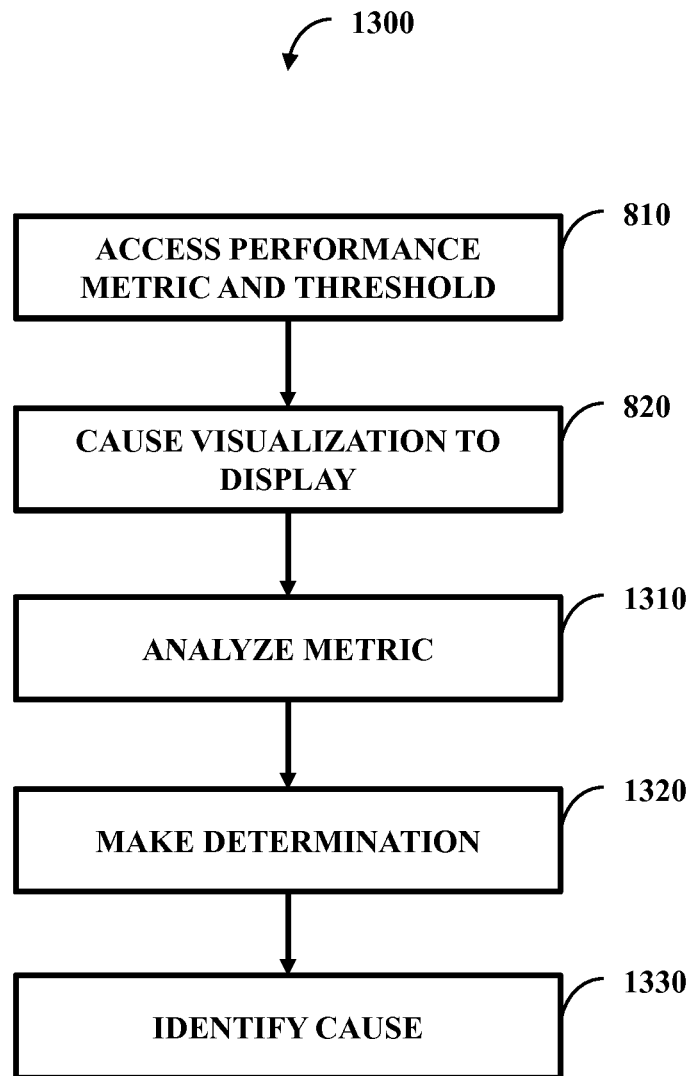 1300
810
ACCESS PERFORMANCE
METRIC AND THRESHOLD
820
CAUSE VISUALIZATION TO
DISPLAY
1310
ANALYZE METRIC
1320
MAKE DETERMINATION
1330
IDENTIFY CAUSE